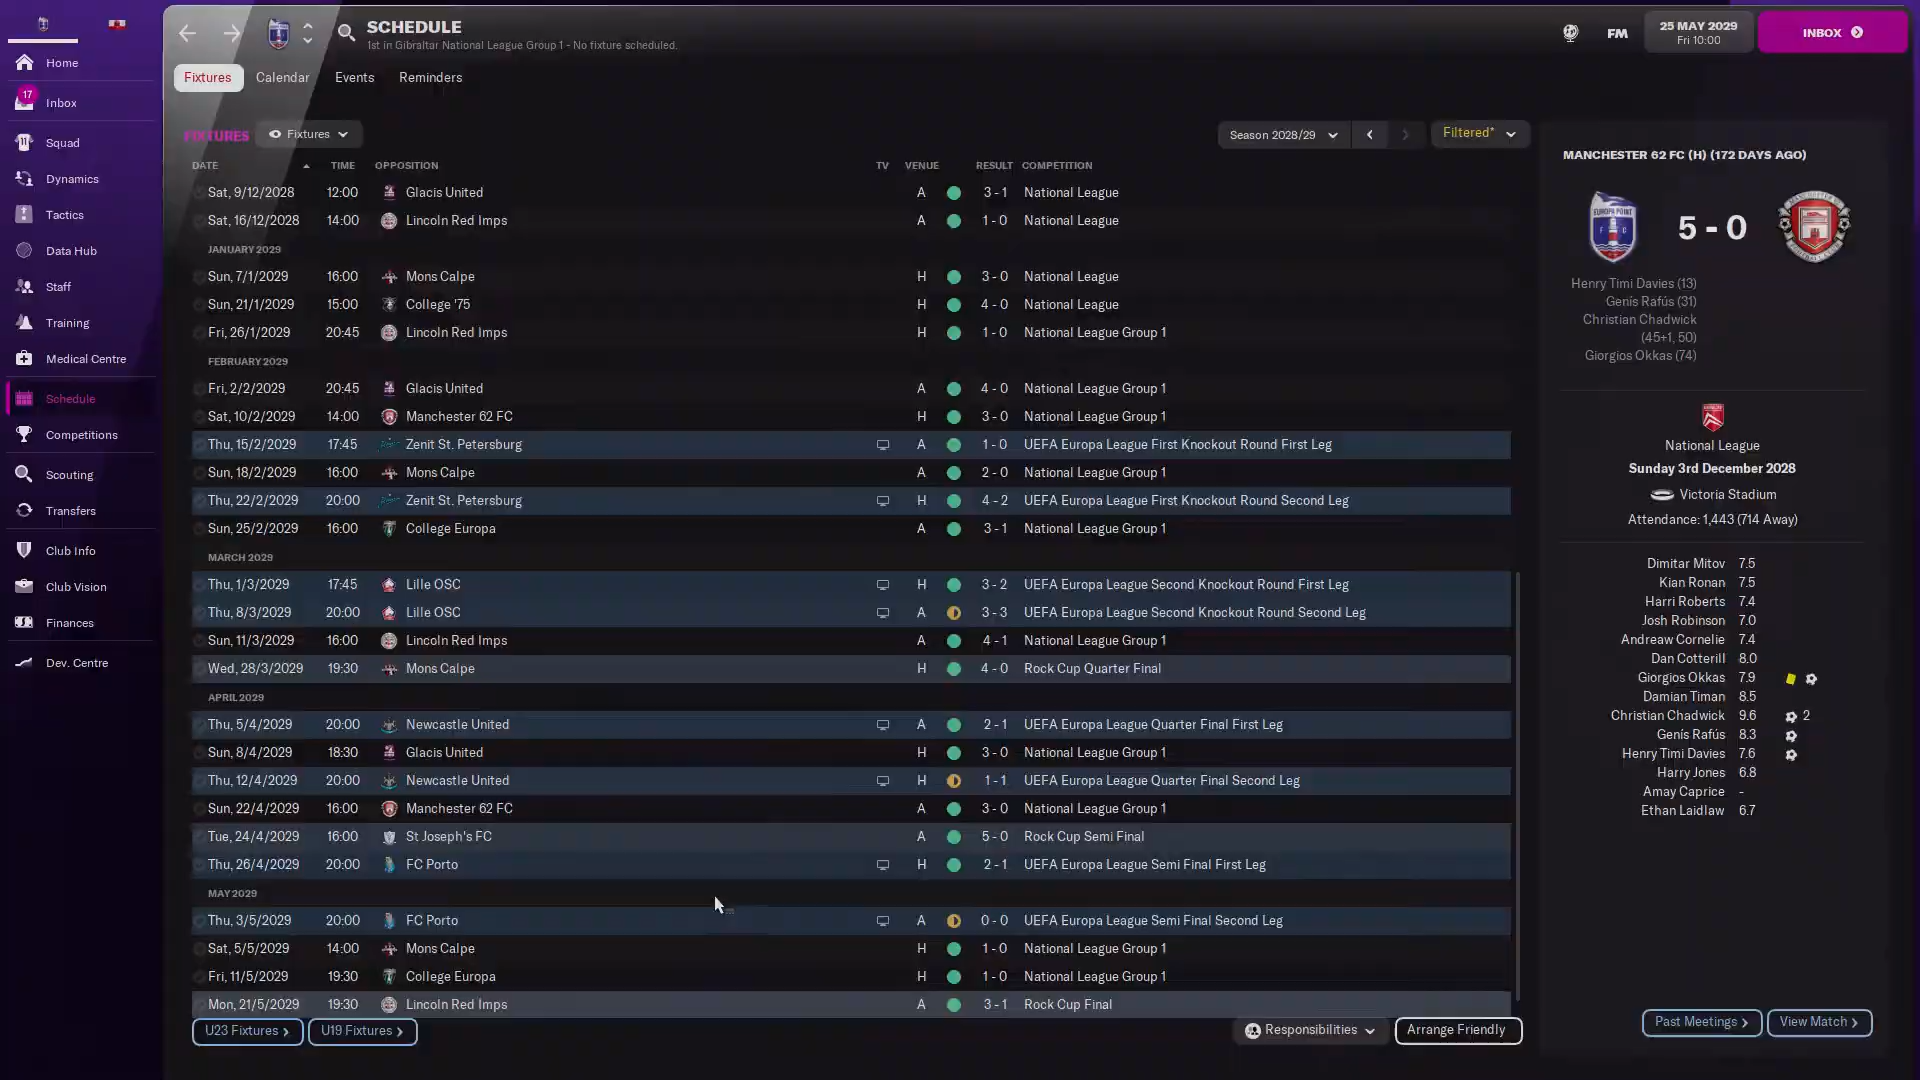 SCHEDULE
1st in Gibraltar National League Group 1 - No fixture scheduled.
FM
25 MAY 2029
Fri 10:00
INBOX
Home
17
Inbox
Squad
Dynamics
Tactics
Data Hub
Staff
Training
Medical Centre
Schedule
Competitions
Scouting
Transfers
Club Info
Club Vision
Finances
Dev. Centre
Fixtures Calendar Events Reminders
FIXTURES Fixtures Season 2028/29 Filtered*
DATE TIME OPPOSITION TV VENUE RESULT COMPETITION
Sat, 9/12/2028 12:00 Glacis United A 3 - 1 National League
Sat, 16/12/2028 14:00 Lincoln Red Imps A 1 - 0 National League
JANUARY 2029
Sun, 7/1/2029 16:00 Mons Calpe H 3 - 0 National League
Sun, 21/1/2029 15:00 College '75 H 4 - 0 National League
Fri, 26/1/2029 20:45 Lincoln Red Imps H 1 - 0 National League Group 1
FEBRUARY 2029
Fri, 2/2/2029 20:45 Glacis United A 4 - 0 National League Group 1
Sat, 10/2/2029 14:00 Manchester 62 FC H 3 - 0 National League Group 1
Thu, 15/2/2029 17:45 Zenit St. Petersburg A 1 - 0 UEFA Europa League First Knockout Round First Leg
Sun, 18/2/2029 16:00 Mons Calpe A 2 - 0 National League Group 1
Thu, 22/2/2029 20:00 Zenit St. Petersburg H 4 - 2 UEFA Europa League First Knockout Round Second Leg
Sun, 25/2/2029 16:00 College Europa A 3 - 1 National League Group 1
MARCH 2029
Thu, 1/3/2029 17:45 Lille OSC H 3 - 2 UEFA Europa League Second Knockout Round First Leg
Thu, 8/3/2029 20:00 Lille OSC A 3 - 3 UEFA Europa League Second Knockout Round Second Leg
Sun, 11/3/2029 16:00 Lincoln Red Imps A 4 - 1 National League Group 1
Wed, 28/3/2029 19:30 Mons Calpe H 4 - 0 Rock Cup Quarter Final
APRIL 2029
Thu, 5/4/2029 20:00 Newcastle United A 2 - 1 UEFA Europa League Quarter Final First Leg
Sun, 8/4/2029 18:30 Glacis United H 3 - 0 National League Group 1
Thu, 12/4/2029 20:00 Newcastle United H 1 - 1 UEFA Europa League Quarter Final Second Leg
Sun, 22/4/2029 16:00 Manchester 62 FC A 3 - 0 National League Group 1
Tue, 24/4/2029 16:00 St Joseph's FC A 5 - 0 Rock Cup Semi Final
Thu, 26/4/2029 20:00 FC Porto H 2 - 1 UEFA Europa League Semi Final First Leg
MAY 2029
Thu, 3/5/2029 20:00 FC Porto A 0 - 0 UEFA Europa League Semi Final Second Leg
Sat, 5/5/2029 14:00 Mons Calpe H 1 - 0 National League Group 1
Fri, 11/5/2029 19:30 College Europa H 1 - 0 National League Group 1
Mon, 21/5/2029 19:30 Lincoln Red Imps A 3 - 1 Rock Cup Final
U23 Fixtures U19 Fixtures Responsibilities Arrange Friendly
MANCHESTER 62 FC (H) (172 DAYS AGO)
EUROPA POINT
F C
5 - 0
Henry Timi Davies (13)
Genís Rafús (31)
Christian Chadwick
(45+1, 50)
Giorgios Okkas (74)
National League
Sunday 3rd December 2028
Victoria Stadium
Attendance: 1,443 (714 Away)
Dimitar Mitov 7.5
Kian Ronan 7.5
Harri Roberts 7.4
Josh Robinson 7.0
Andreaw Cornelie 7.4
Dan Cotterill 8.0
Giorgios Okkas 7.9
Damian Timan 8.5
Christian Chadwick 9.6 2
Genís Rafús 8.3
Henry Timi Davies 7.6
Harry Jones 6.8
Amay Caprice -
Ethan Laidlaw 6.7
Past Meetings View Match